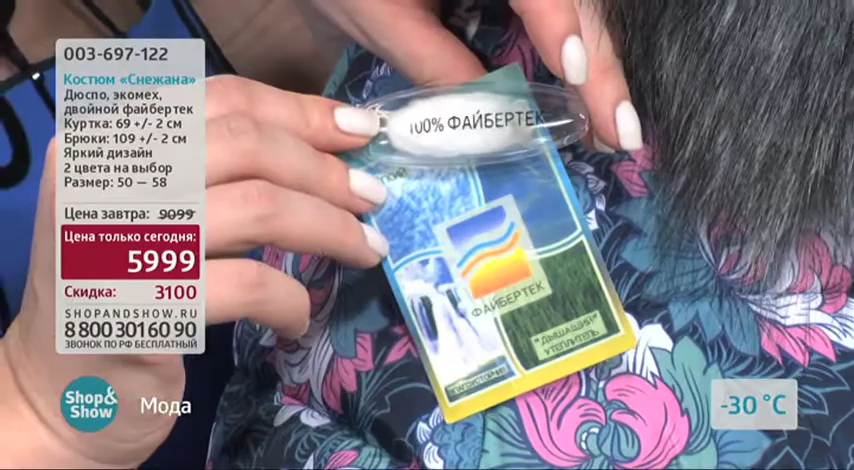 003-697-122
Костюм «Снежана»
Дюспо, экомех,
двойной файбертек
Куртка: 69 +/- 2 см
Брюки: 109 +/- 2 см
Яркий дизайн
2 цвета на выбор
Размер: 50 — 58
Цена завтра: 9099
Цена только сегодня:
5999
Скидка: 3100
SHOPANDSHOW.RU
8 800 301 60 90
ЗВОНОК ПО РФ БЕСПЛАТНЫЙ
Shop&
Show
Мода
100% ФАЙБЕРТЕК
ФАЙБЕРТЕК
"ДЫШАЩИЙ"
УТЕПЛИТЕЛЬ
-30 °C